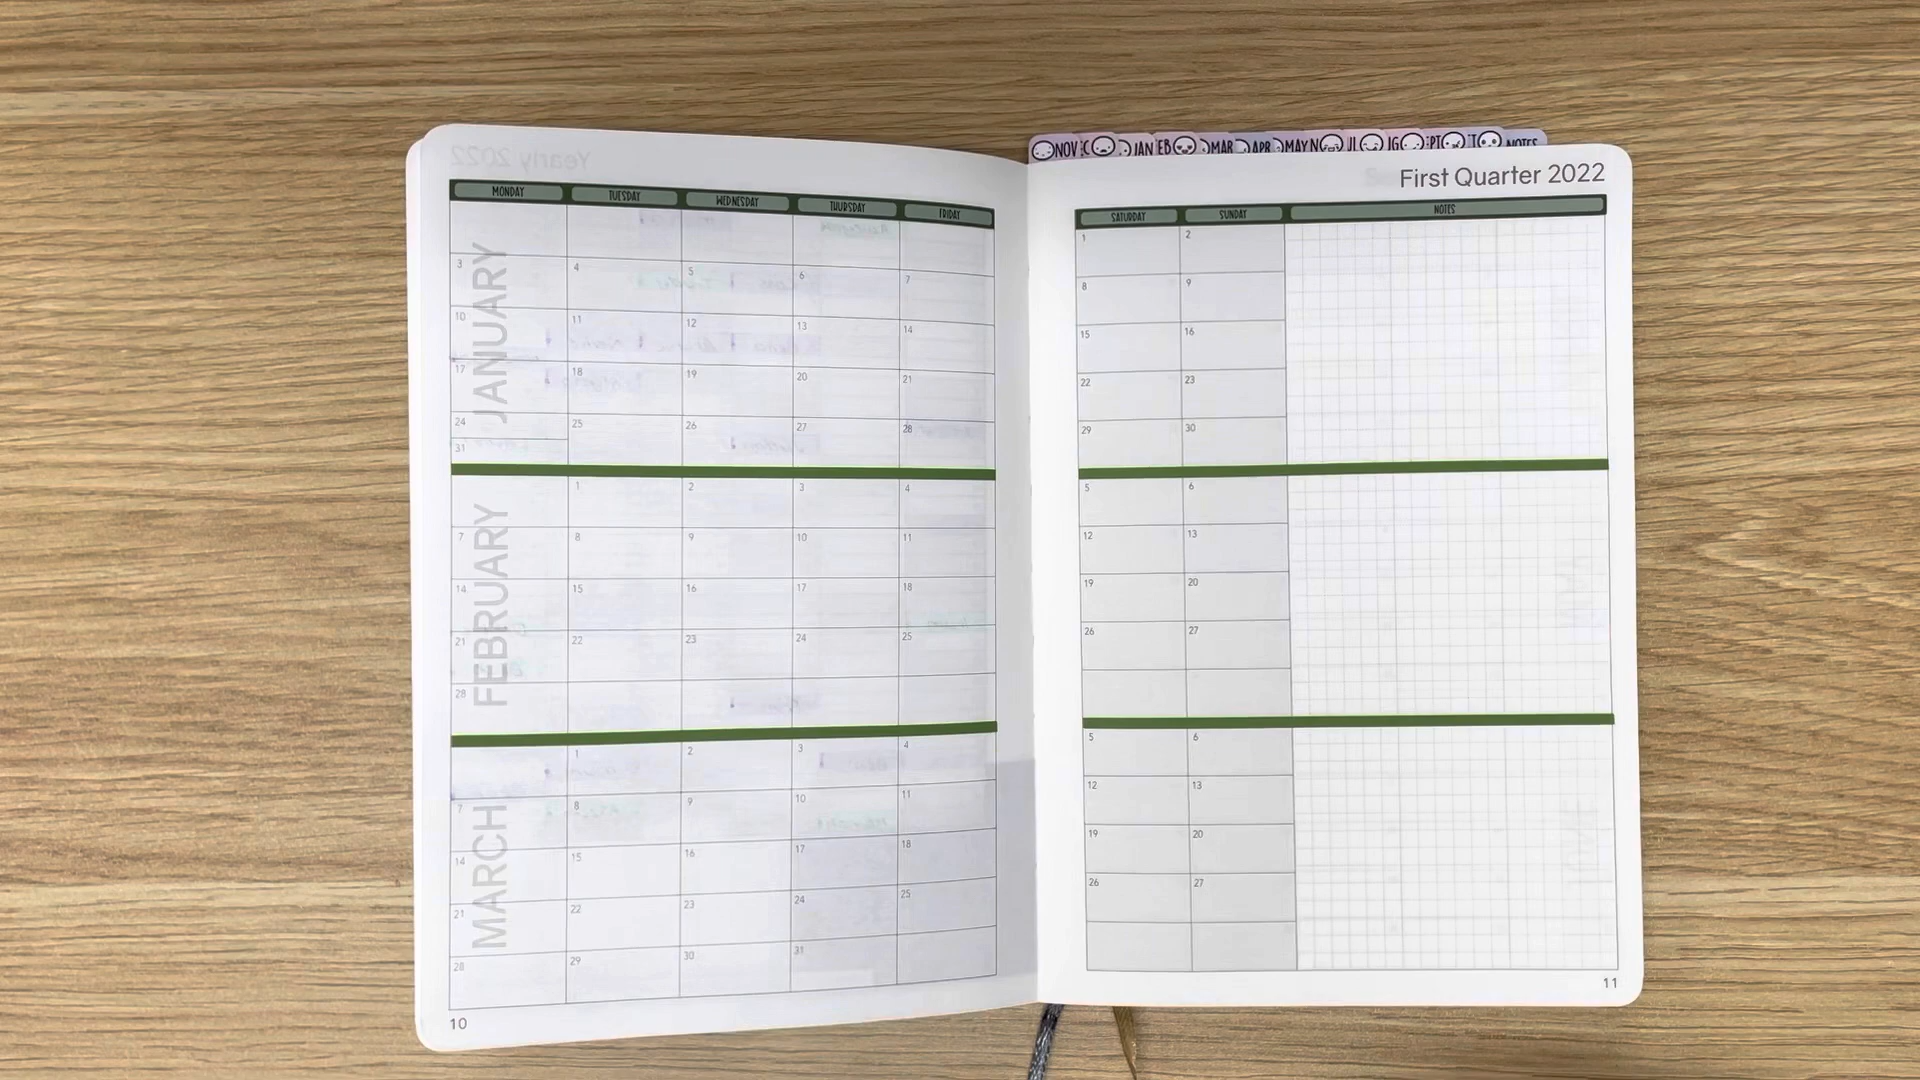 NOV C JAN EB MAR APR MAY N JL JG PT T NOTES
First Quarter 2022
MONDAY TUESDAY WEDNESDAY THURSDAY FRIDAY
SATURDAY SUNDAY NOTES
JANUARY
1 2
3 4 5 6 7
8 9
10 11 12 13 14
15 16
17 18 19 20 21
22 23
24 25 26 27 28
31
29 30
FEBRUARY
1 2 3 4
5 6
7 8 9 10 11
12 13
14 15 16 17 18
19 20
21 22 23 24 25
26 27
28
MARCH
1 2 3 4
5 6
7 8 9 10 11
12 13
14 15 16 17 18
19 20
21 22 23 24 25
26 27
28 29 30 31
10
11